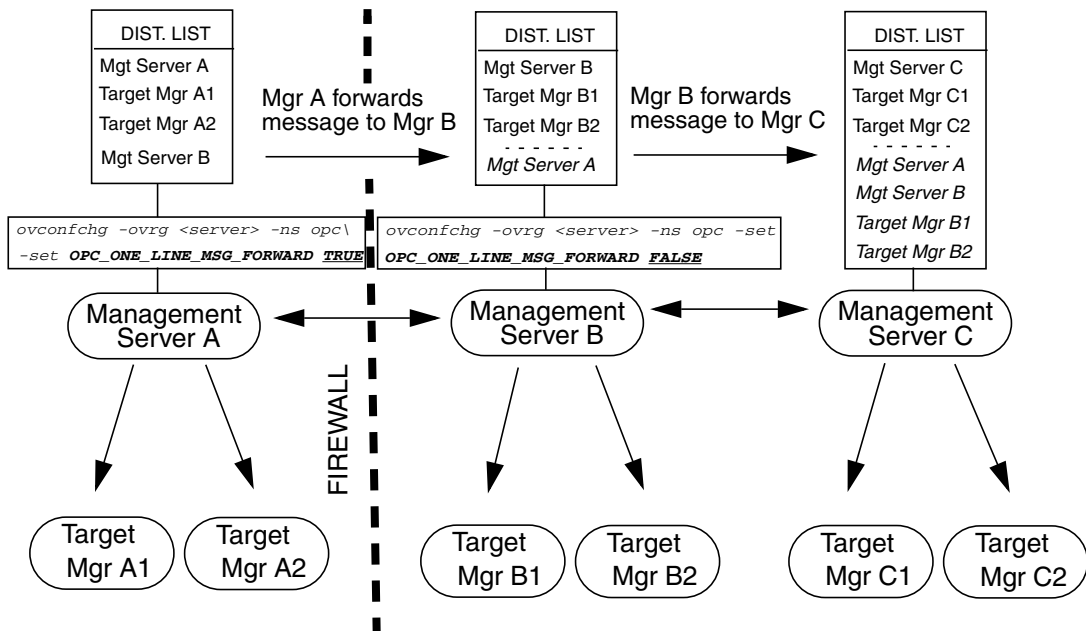 DIST. LIST
Mgt Server A
Target Mgr A1
Target Mgr A2
Mgt Server B
Mgr A forwards
message to Mgr B
DIST. LIST
Mgt Server B
Target Mgr B1
Target Mgr B2
Mgt Server A
Mgr B forwards
message to Mgr C
DIST. LIST
Mgt Server C
Target Mgr C1
Target Mgr C2
Mgt Server A
Mgt Server B
Target Mgr B1
Target Mgr B2
ovconfchg -ovrg <server> -ns opc\
-set OPC_ONE_LINE_MSG_FORWARD TRUE
ovconfchg -ovrg <server> -ns opc -set
OPC_ONE_LINE_MSG_FORWARD FALSE
Management
Server A
Management
Server B
Management
Server C
FIREWALL
Target
Mgr A1
Target
Mgr A2
Target
Mgr B1
Target
Mgr B2
Target
Mgr C1
Target
Mgr C2